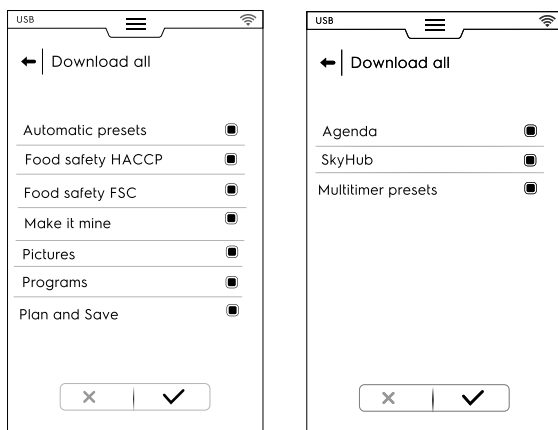 USB
Download all
Automatic presets
Food safety HACCP
Food safety FSC
Make it mine
Pictures
Programs
Plan and Save
USB
Download all
Agenda
SkyHub
Multitimer presets